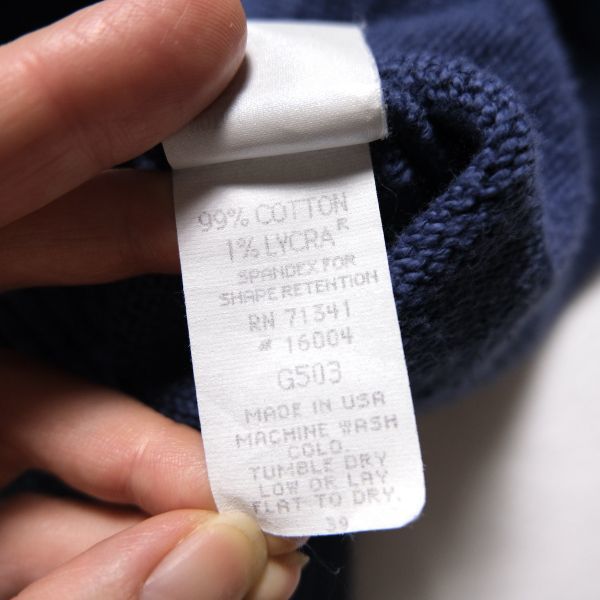 99% COTTON
1% LYCRA R
SPANDEX FOR
SHAPE RETENTION
RN 71341
# 16004
G503
MADE IN USA
MACHINE WASH
COLD.
TUMBLE DRY
LOW OR LAY
FLAT TO DRY.
39